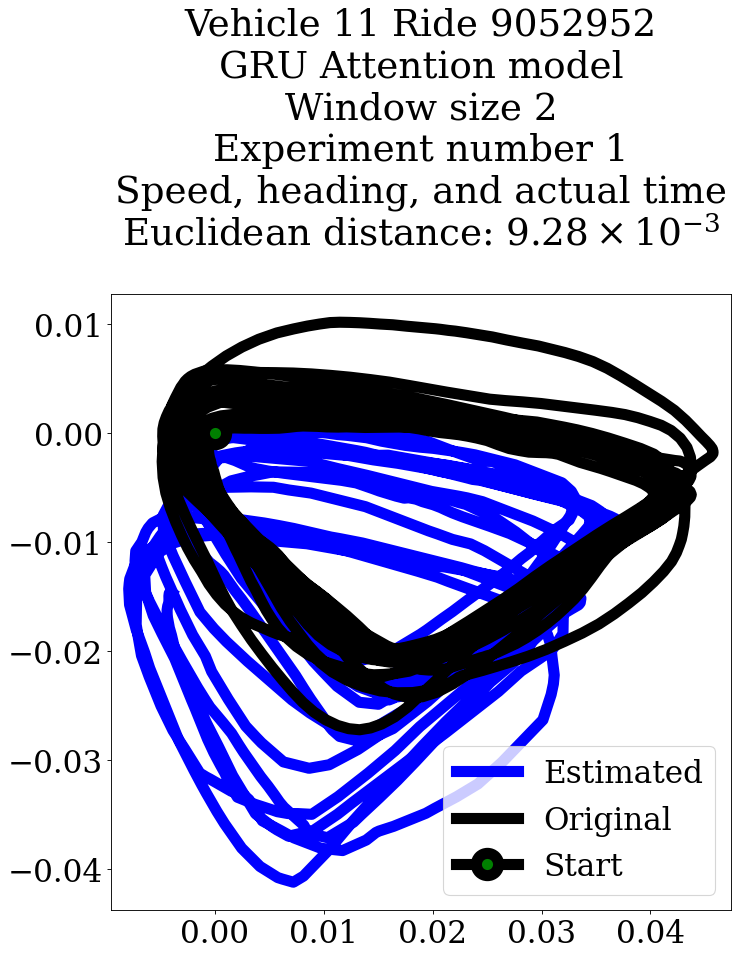 Vehicle 11 Ride 9052952
GRU Attention model
Window size 2
Experiment number 1
Speed, heading, and actual time
Euclidean distance: 9.28 × 10⁻³
0.01
0.00
−0.01
−0.02
−0.03
−0.04
Estimated
Original
Start
0.00 0.01 0.02 0.03 0.04